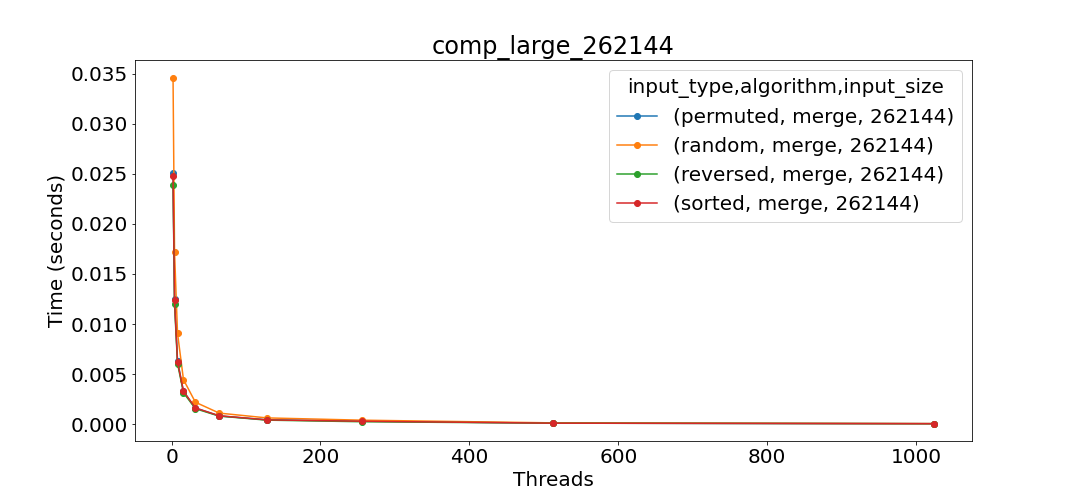 comp_large_262144
input_type,algorithm,input_size
(permuted, merge, 262144)
(random, merge, 262144)
(reversed, merge, 262144)
(sorted, merge, 262144)
Time (seconds)
0.035
0.030
0.025
0.020
0.015
0.010
0.005
0.000
0 200 400 600 800 1000
Threads